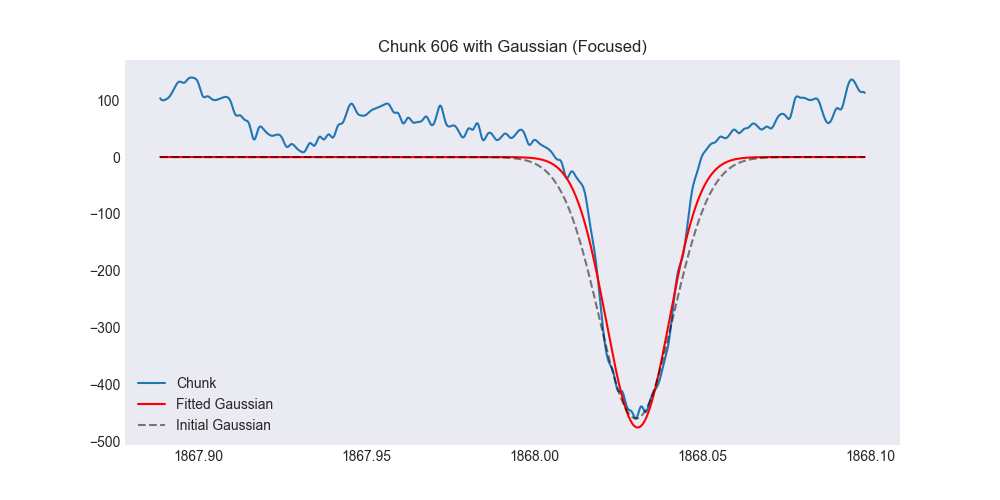 Chunk 606 with Gaussian (Focused)
100
0
−100
−200
−300
−400
−500
Chunk
Fitted Gaussian
Initial Gaussian
1867.90 1867.95 1868.00 1868.05 1868.10